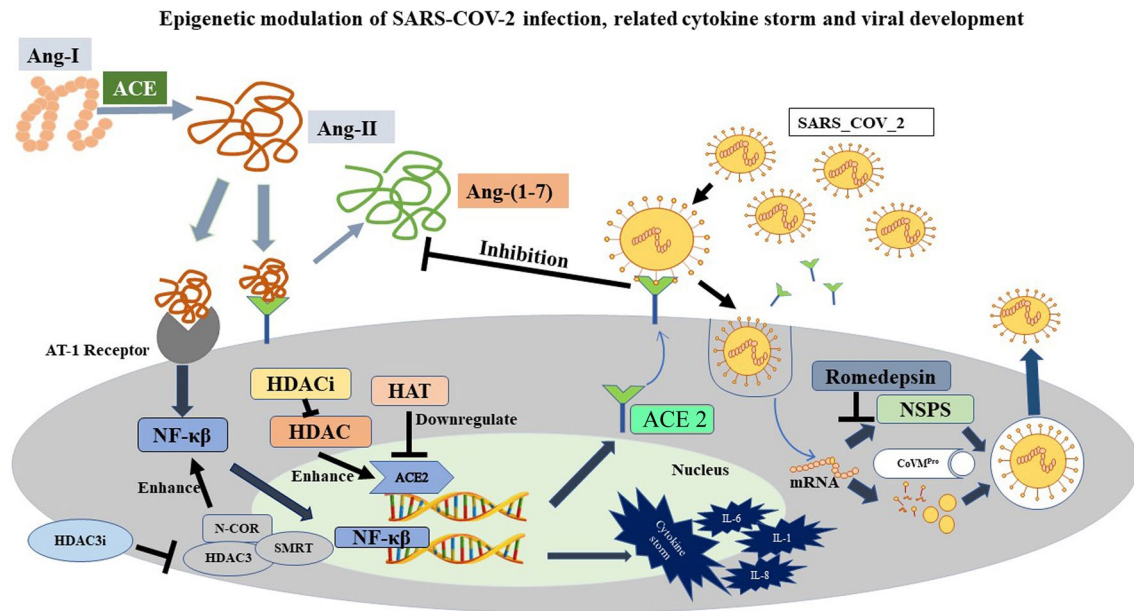 Epigenetic modulation of SARS-COV-2 infection, related cytokine storm and viral development
Ang-I
ACE
Ang-II
Ang-(1-7)
SARS_COV_2
Inhibition
AT-1 Receptor
HDACi
HAT
HDAC
Downregulate
NF-κβ
Enhance
ACE2
Enhance
ACE 2
Nucleus
Romedepsin
NSPS
CoVMPro
mRNA
N-COR
HDAC3
SMRT
HDAC3i
NF-κβ
Cytokine
storm
IL-6
IL-1
IL-8